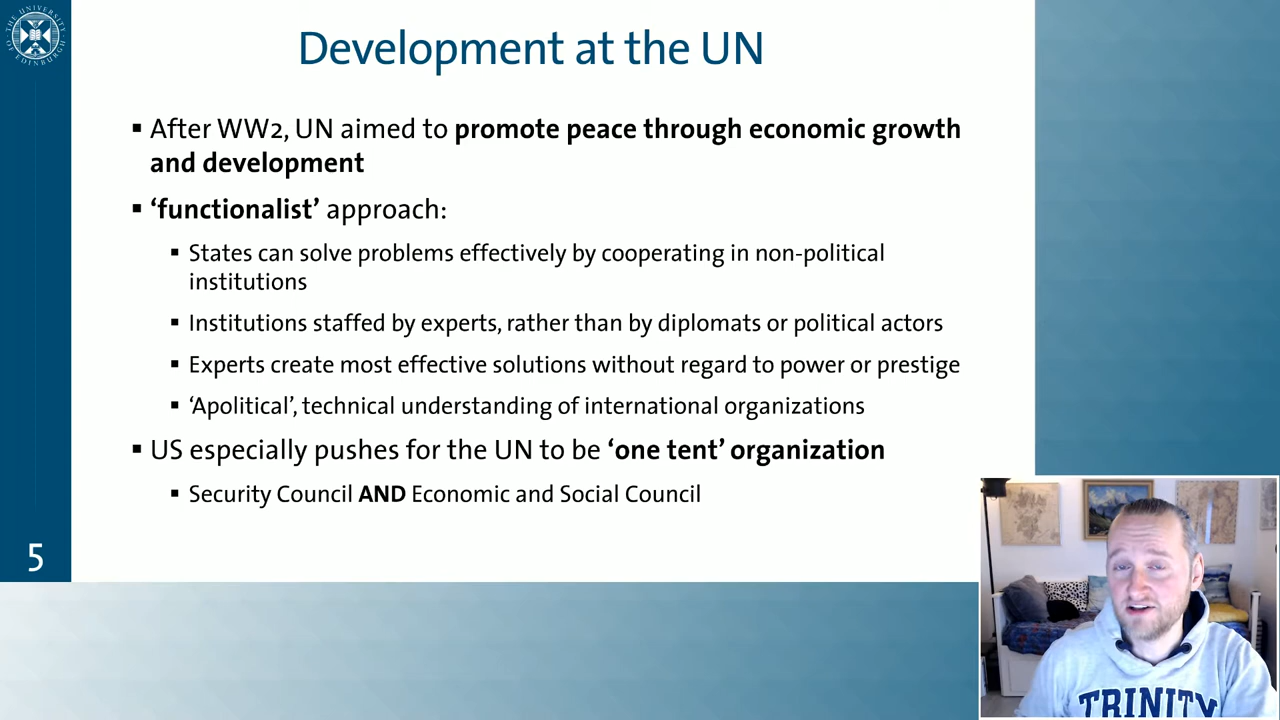 THE UNIVERSITY
OF EDINBURGH
Development at the UN
▪ After WW2, UN aimed to promote peace through economic growth
and development
▪ ‘functionalist’ approach:
▪ States can solve problems effectively by cooperating in non-political
institutions
▪ Institutions staffed by experts, rather than by diplomats or political actors
▪ Experts create most effective solutions without regard to power or prestige
▪ ‘Apolitical’, technical understanding of international organizations
▪ US especially pushes for the UN to be ‘one tent’ organization
▪ Security Council AND Economic and Social Council
5
TRINITY